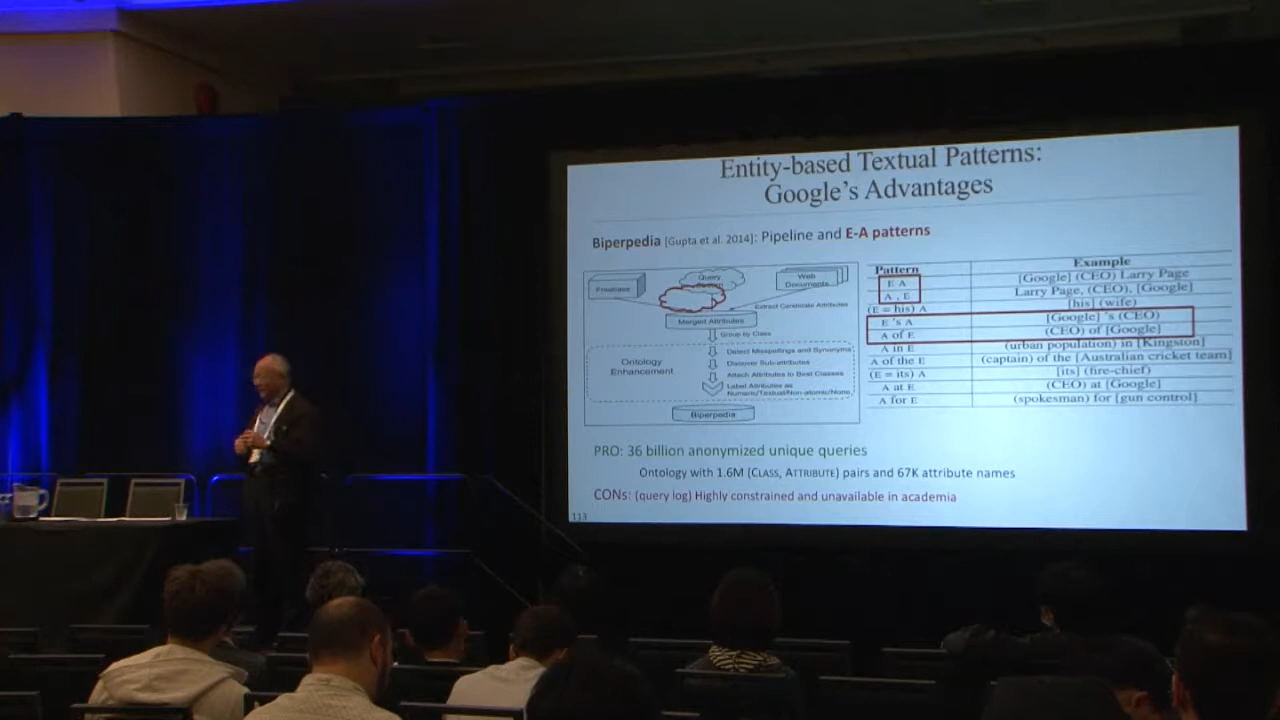 Entity-based Textual Patterns:
Google's Advantages
Biperpedia [Gupta et al. 2014]: Pipeline and E-A patterns
Freebase
Query
Web
Documents
Extract Candidate Attributes
Merged Attributes
Group by Class
Ontology
Enhancement
Detect Misspellings and Synonyms
Discover Sub-attributes
Attach Attributes to Best Classes
Label Attributes as
Numeric/Textual/Non-atomic/None
Biperpedia
Pattern Example
E A [Google] (CEO) Larry Page
A , E Larry Page, (CEO), [Google]
(E = his) A [his] (wife)
E 's A [Google] 's (CEO)
A of E (CEO) of [Google]
A in E (urban population) in [Kingston]
A of the E (captain) of the [Australian cricket team]
(E = its) A [its] (fire-chief)
A at E (CEO) at [Google]
A for E (spokesman) for [gun control]
PRO: 36 billion anonymized unique queries
Ontology with 1.6M (CLASS, ATTRIBUTE) pairs and 67K attribute names
CONs: (query log) Highly constrained and unavailable in academia
113